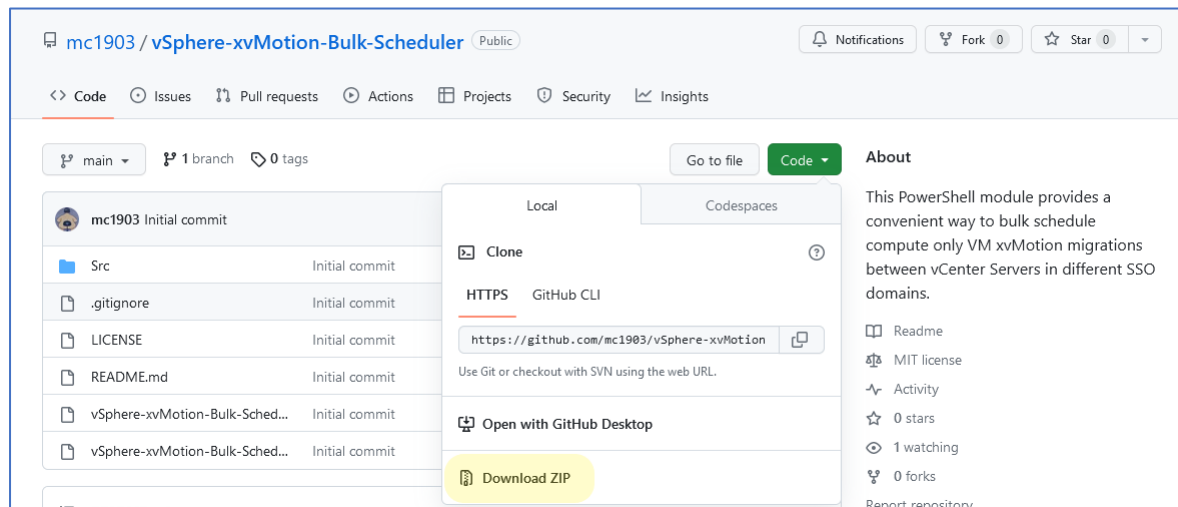 mc1903 / vSphere-xvMotion-Bulk-Scheduler Public
Notifications Fork 0 Star 0
Code Issues Pull requests Actions Projects Security Insights
main 1 branch 0 tags Go to file Code
mc1903 Initial commit
Src Initial commit
.gitignore Initial commit
LICENSE Initial commit
README.md Initial commit
vSphere-xvMotion-Bulk-Sched... Initial commit
vSphere-xvMotion-Bulk-Sched... Initial commit
Local Codespaces
Clone
HTTPS GitHub CLI
https://github.com/mc1903/vSphere-xvMotion
Use Git or checkout with SVN using the web URL.
Open with GitHub Desktop
Download ZIP
About
This PowerShell module provides a
convenient way to bulk schedule
compute only VM xvMotion migrations
between vCenter Servers in different SSO
domains.
Readme
MIT license
Activity
0 stars
1 watching
0 forks
Report repository